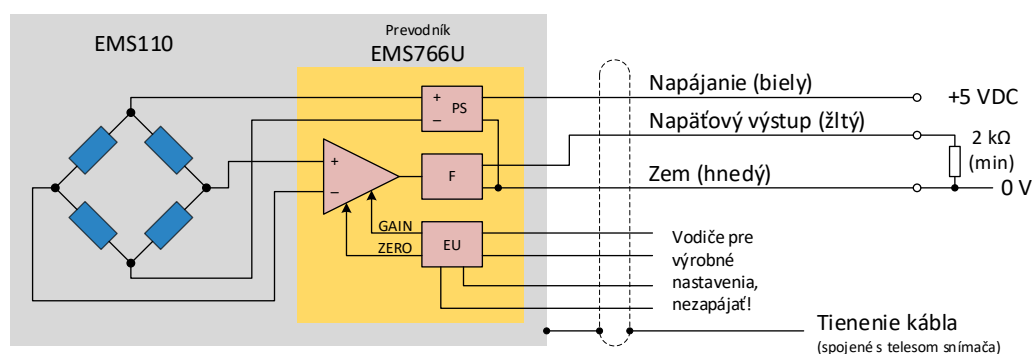 EMS110
Prevodník
EMS766U
+
−
PS
Napájanie (biely)
+5 VDC
Napäťový výstup (žltý)
2 kΩ
(min)
+
−
F
Zem (hnedý)
0 V
GAIN
ZERO
EU
Vodiče pre
výrobné
nastavenia,
nezapájať!
Tienenie kábla
(spojené s telesom snímača)